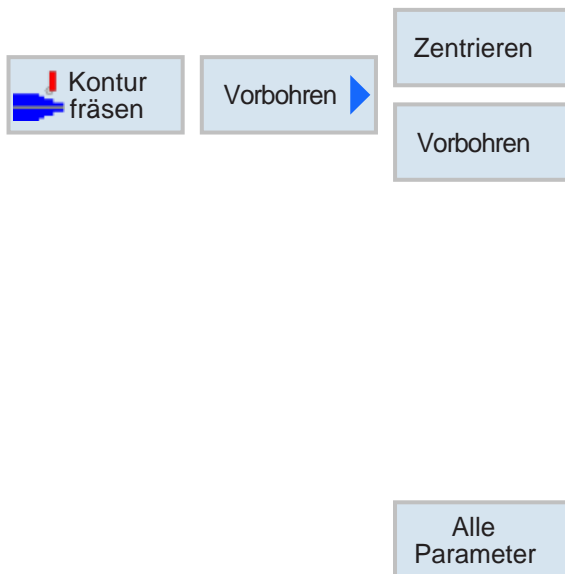 Kontur
fräsen
Vorbohren
Zentrieren
Vorbohren
Alle
Parameter